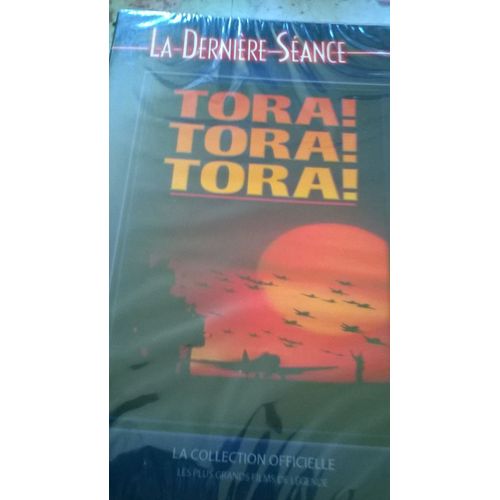 LA DERNIÈRE SÉANCE
TORA!
TORA!
TORA!
LA COLLECTION OFFICIELLE
LES PLUS GRANDS FILMS DE LÉGENDE